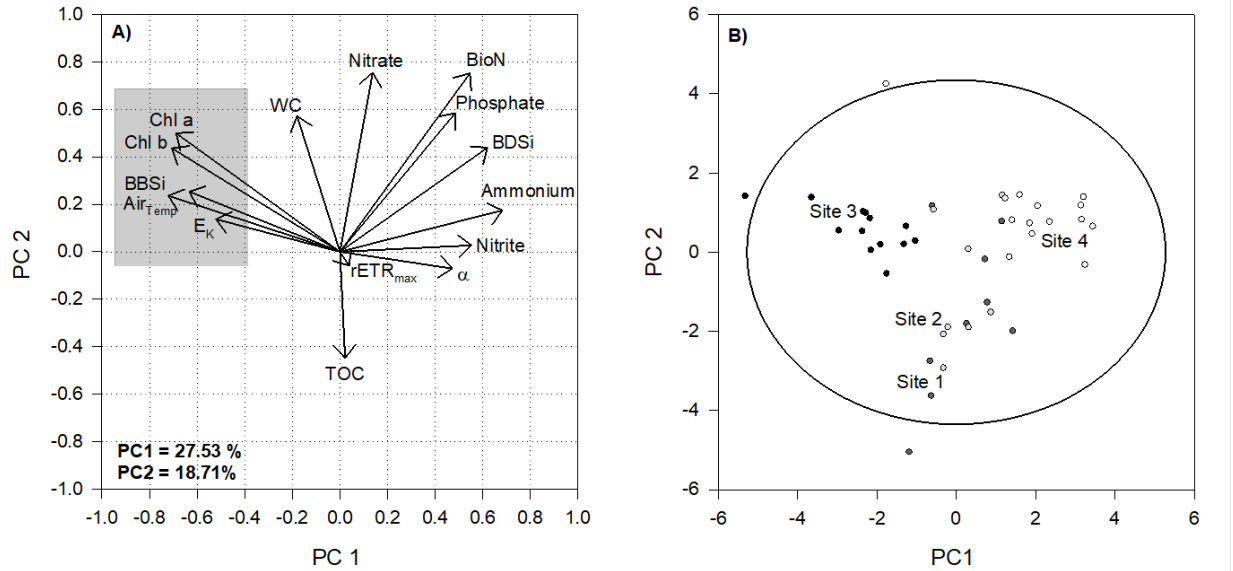 A)
1.0
0.8
0.6
0.4
0.2
0.0
-0.2
-0.4
-0.6
-0.8
-1.0
PC 2
Nitrate
BioN
WC
Phosphate
Chl a
Chl b
BDSi
BBSi
Air Temp
Ammonium
EK
Nitrite
rETRmax
α
TOC
PC1 = 27.53 %
PC2 = 18.71%
-1.0 -0.8 -0.6 -0.4 -0.2 0.0 0.2 0.4 0.6 0.8 1.0
PC 1
B)
6
4
2
0
-2
-4
-6
PC 2
Site 3
Site 4
Site 2
Site 1
-6 -4 -2 0 2 4 6
PC1